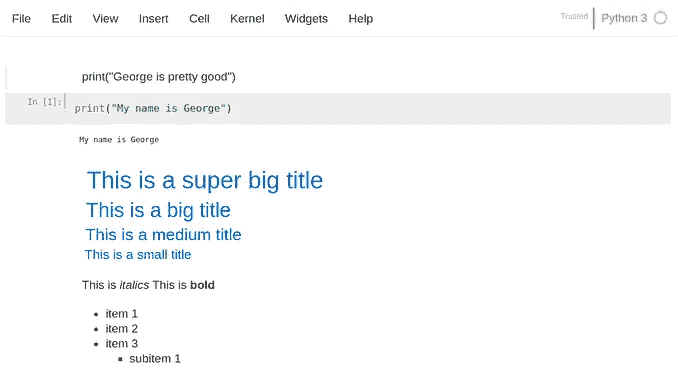 File Edit View Insert Cell Kernel Widgets Help Trusted Python 3
print("George is pretty good")
In [1]: print("My name is George")
My name is George
This is a super big title
This is a big title
This is a medium title
This is a small title
This is italics This is bold
item 1
item 2
item 3
subitem 1